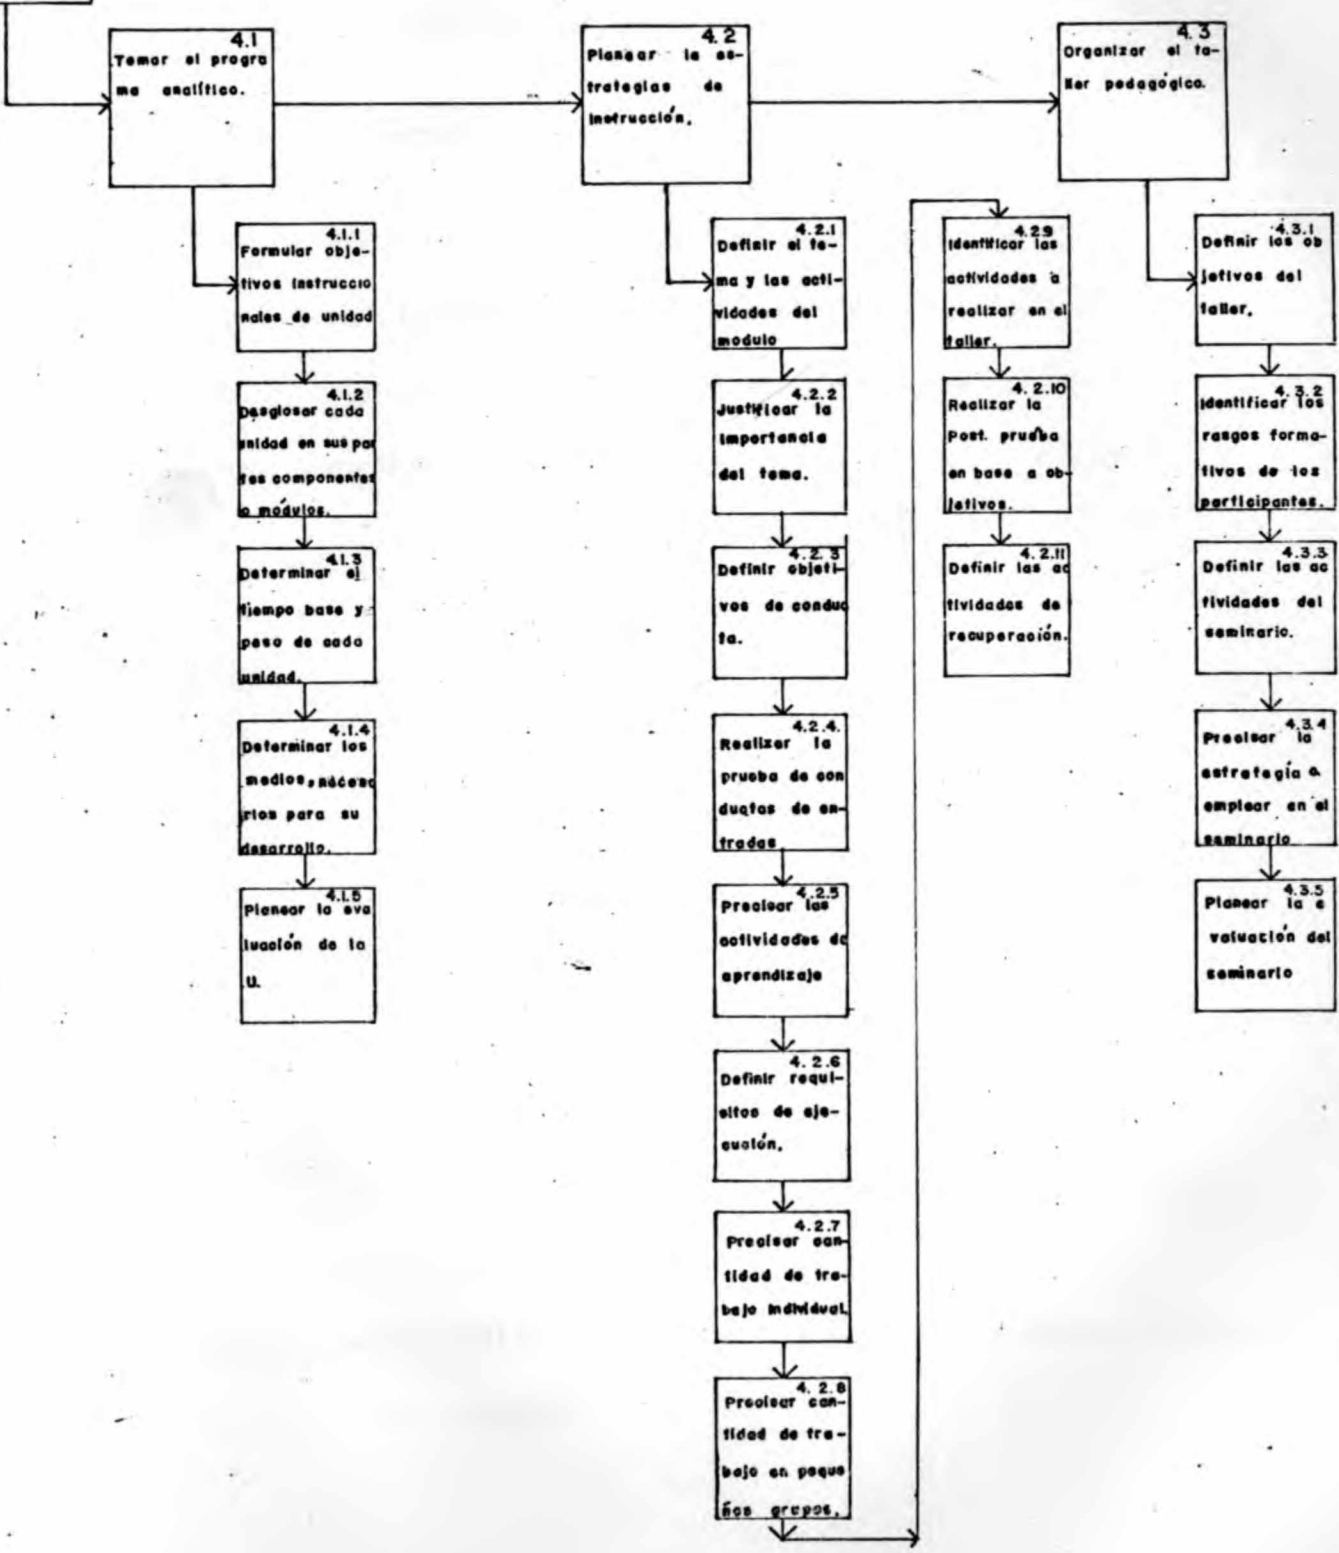 4.1
Tomar el progra
ma analítico.
4.2
Planear la es-
trategias de
instrucción.
4.3
Organizar el ta-
ller pedagógico.
4.1.1
Formular obje-
tivos instruccio
nales de unidad
4.1.2
Desglosar cada
unidad en sus par
tes componentes
o módulos.
4.1.3
Determinar el
tiempo base y
peso de cada
unidad.
4.1.4
Determinar los
medios, necesa
rios para su
desarrollo.
4.1.5
Planear la eva
luación de la
U.
4.2.1
Definir el te-
ma y las acti-
vidades del
modulo
4.2.2
Justificar la
importancia
del tema.
4.2.3
Definir objeti-
vos de conduc
ta.
4.2.4.
Realizar la
prueba de con
ductas de en-
tradas
4.2.5
Precisar las
actividades de
aprendizaje
4.2.6
Definir requi-
sitos de eje-
cución.
4.2.7
Precisar can-
tidad de tra-
bajo individual.
4.2.8
Precisar can-
tidad de tra-
bajo en peque
ños grupos.
4.2.9
Identificar las
actividades a
realizar en el
taller.
4.2.10
Realizar la
Post. prueba
en base a ob-
jetivos.
4.2.11
Definir las ac
tividades de
recuperación.
4.3.1
Definir los ob
jetivos del
taller.
4.3.2
Identificar los
rasgos forma-
tivos de los
participantes.
4.3.3
Definir las ac
tividades del
seminario.
4.3.4
Precisar la
estrategía a
emplear en el
seminario
4.3.5
Planear la e
valuación del
seminario